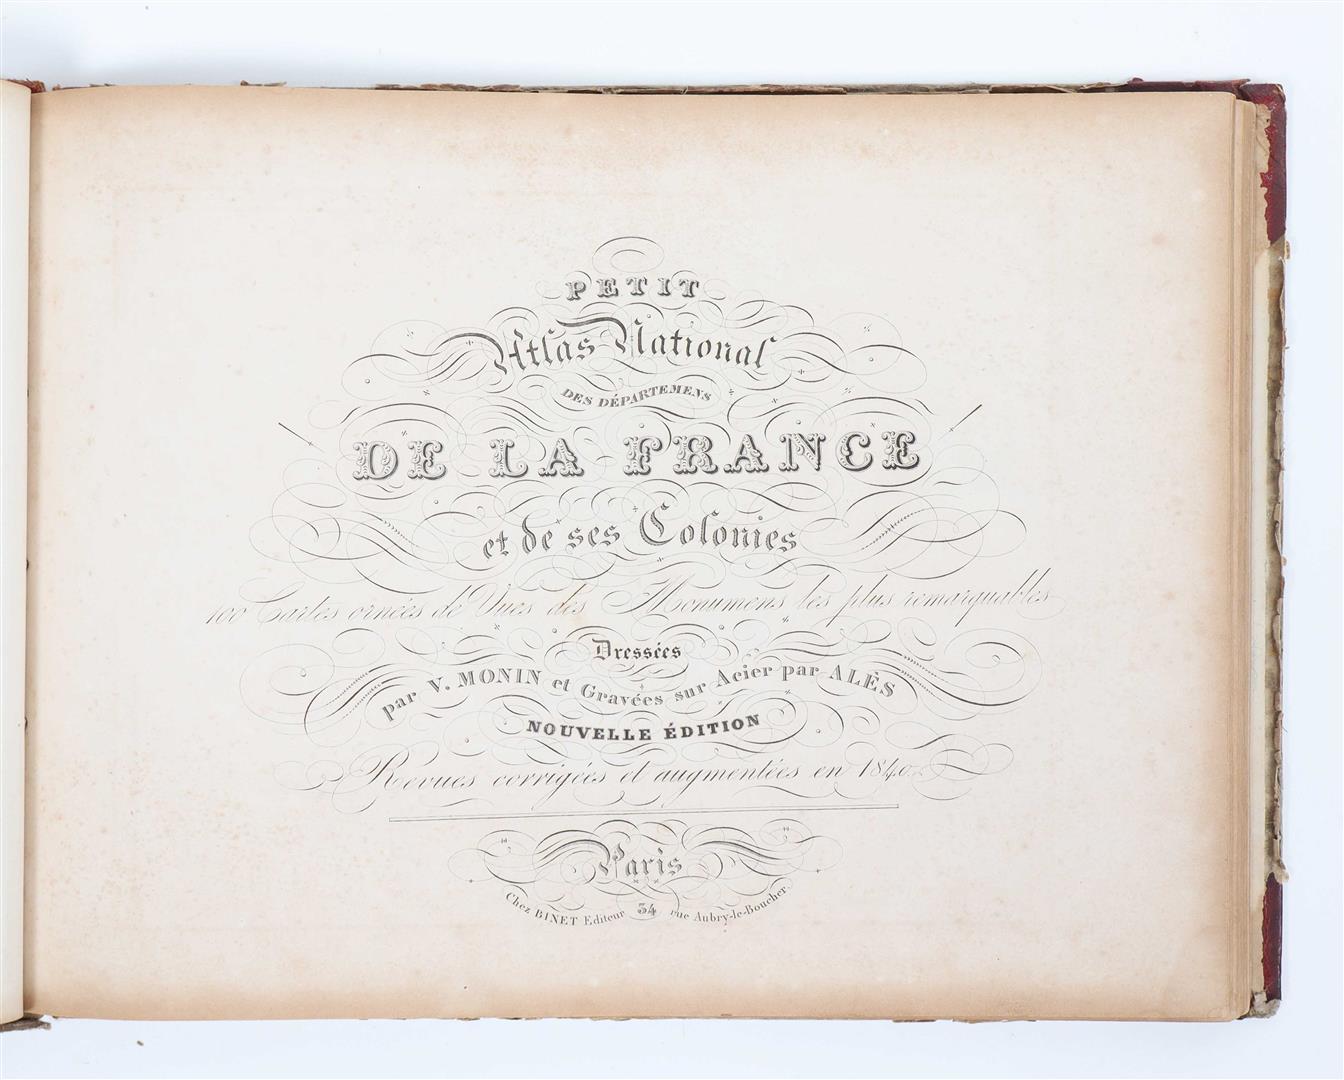 PETIT
Atlas National
DES DÉPARTEMENS
DE LA FRANCE
et de ses Colonies
100 Cartes ornées de Vues des Monumens les plus remarquables
Dressées
par V. MONIN et Gravées sur Acier par ALÈS
NOUVELLE ÉDITION
Revues corrigées et augmentées en 1840.
Paris
Chez BINET Editeur 34 rue Aubry-le-Boucher